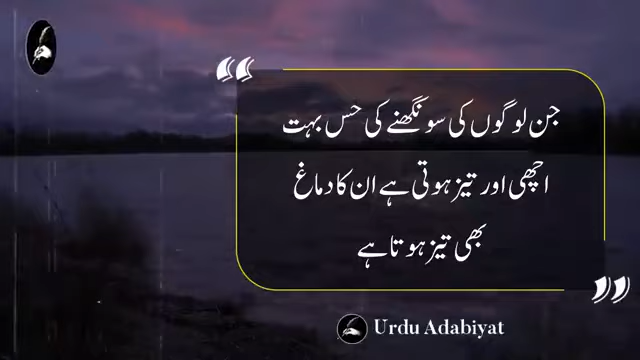 جن لوگوں کی سونگھنے کی حس بہت
اچھی اور تیز ہوتی ہے ان کا دماغ
بھی تیز ہوتا ہے
Urdu Adabiyat